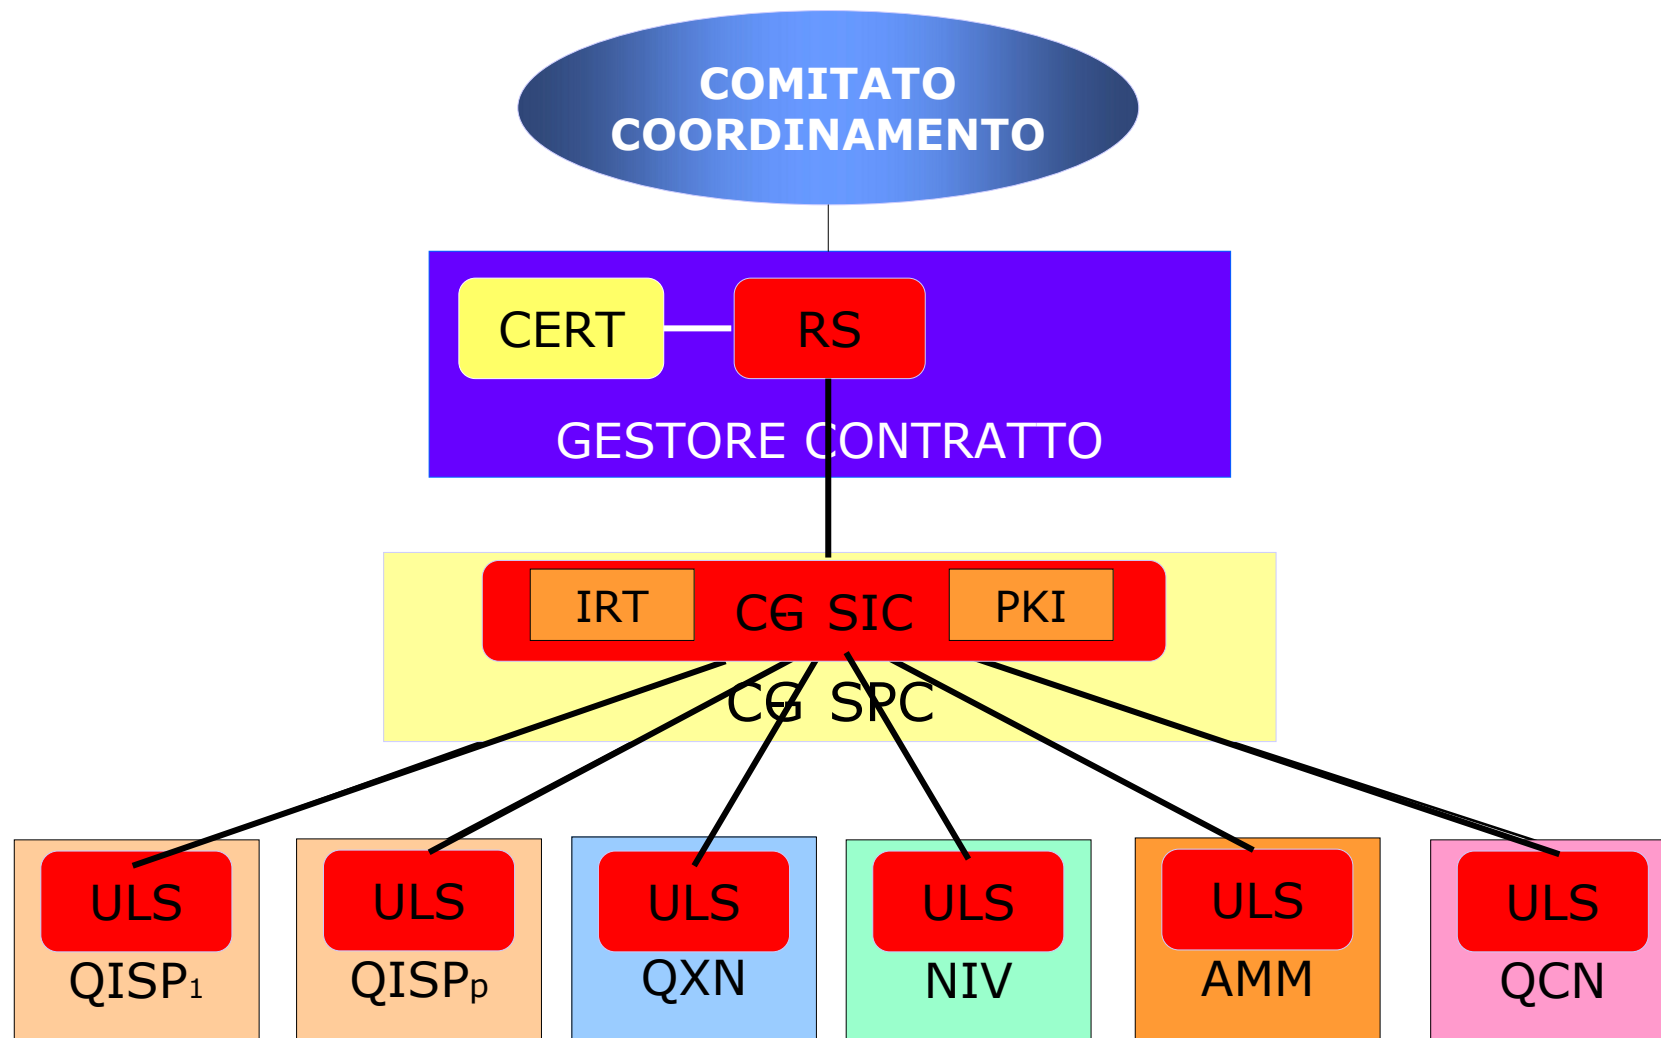 COMITATO
COORDINAMENTO
CERT
RS
GESTORE CONTRATTO
IRT
CG-SIC
PKI
CG-SPC
ULS
ULS
ULS
ULS
ULS
ULS
QISP1
QISPp
QXN
NIV
AMM
QCN